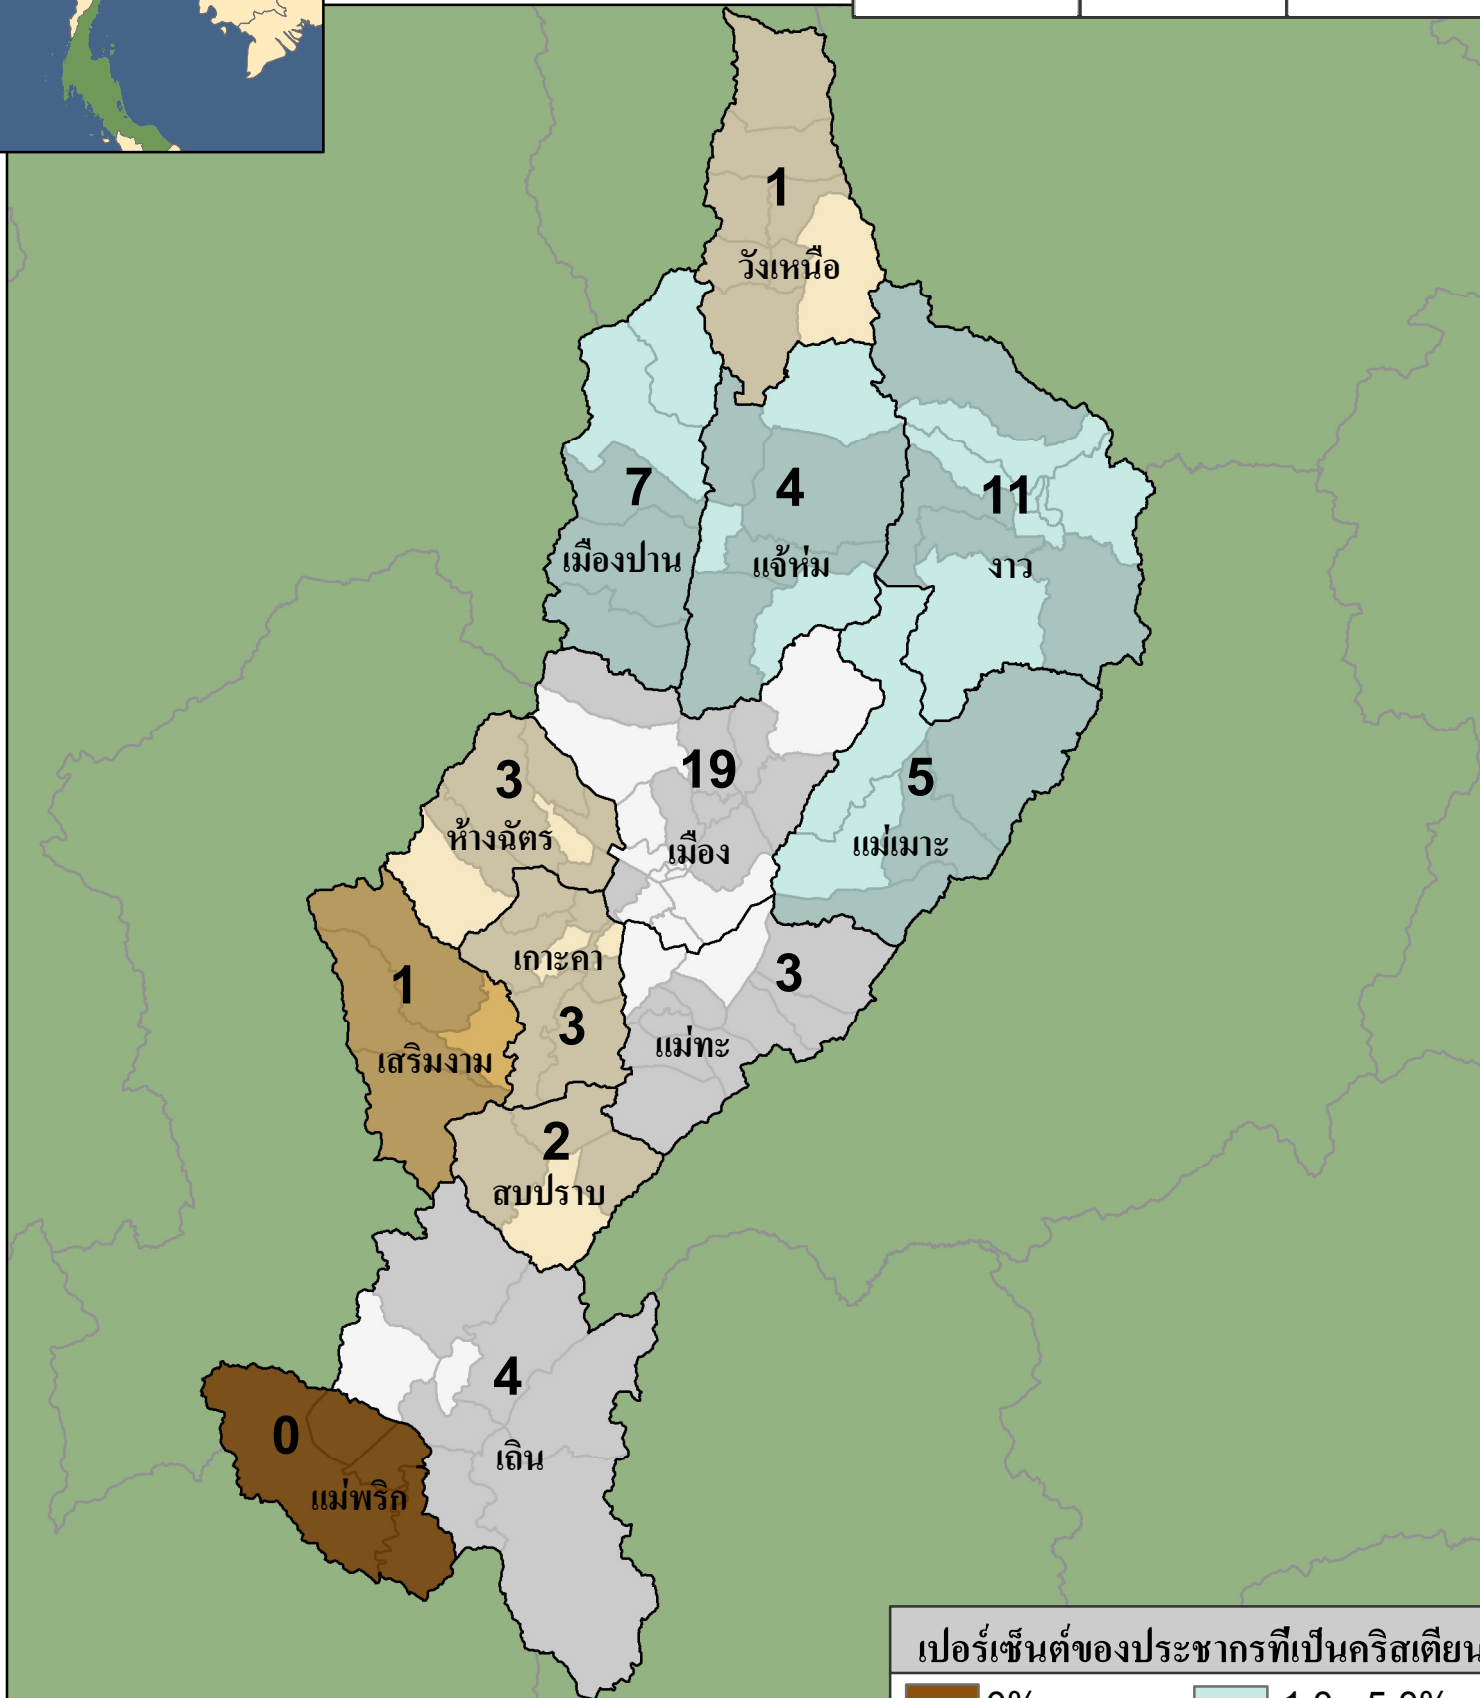 1
วังเหนือ
7
4
11
เมืองปาน
แจ้ห่ม
งาว
3
19
5
ห้างฉัตร
เมือง
แม่เมาะ
1
เกาะคา
3
3
เสริมงาม
แม่ทะ
2
สบปราบ
4
0
เถิน
แม่พริก
เปอร์เซ็นต์ของประชากรที่เป็นคริสเตียน
0%